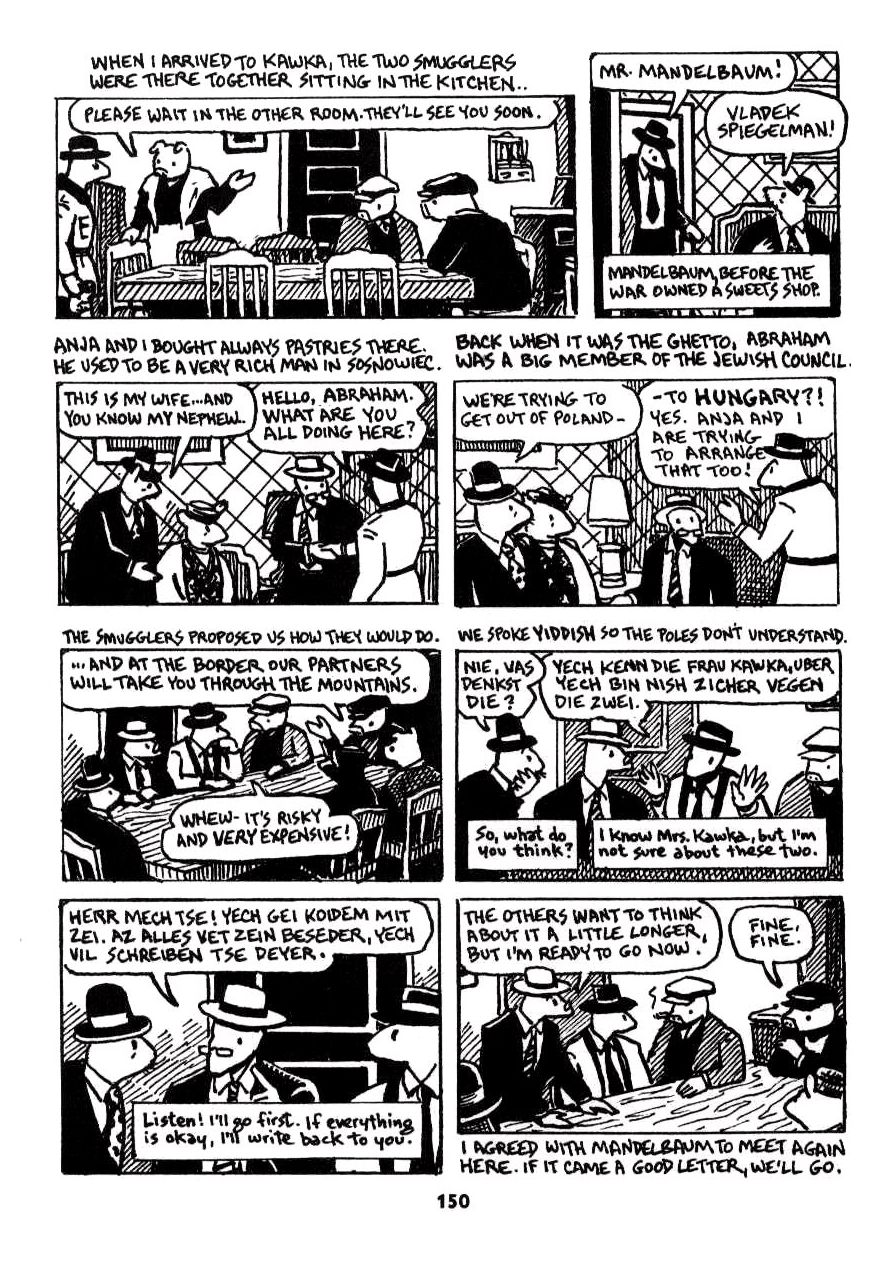 WHEN I ARRIVED TO KAWKA, THE TWO SMUGGLERS
WERE THERE TOGETHER SITTING IN THE KITCHEN..
PLEASE WAIT IN THE OTHER ROOM. THEY'LL SEE YOU SOON.
MR. MANDELBAUM!
VLADEK
SPIEGELMAN!
MANDELBAUM, BEFORE THE
WAR OWNED A SWEETS SHOP.
ANJA AND I BOUGHT ALWAYS PASTRIES THERE.
HE USED TO BE A VERY RICH MAN IN SOSNOWIEC.
THIS IS MY WIFE...AND
YOU KNOW MY NEPHEW.
HELLO, ABRAHAM.
WHAT ARE YOU
ALL DOING HERE?
BACK WHEN IT WAS THE GHETTO, ABRAHAM
WAS A BIG MEMBER OF THE JEWISH COUNCIL.
WE'RE TRYING TO
GET OUT OF POLAND-
-TO HUNGARY?!
YES. ANJA AND I
ARE TRYING
TO ARRANGE
THAT TOO!
THE SMUGGLERS PROPOSED US HOW THEY WOULD DO.
...AND AT THE BORDER OUR PARTNERS
WILL TAKE YOU THROUGH THE MOUNTAINS.
WHEW- IT'S RISKY
AND VERY EXPENSIVE!
WE SPOKE YIDDISH SO THE POLES DON'T UNDERSTAND.
NIE, VAS
DENKST
DIE?
YECH KENN DIE FRAU KAWKA, UBER
YECH BIN NISH ZICHER VEGEN
DIE ZWEI.
So, what do
you think?
I know Mrs. Kawka, but I'm
not sure about these two.
HERR MECH TSE! YECH GEI KOIDEM MIT
ZEI. AZ ALLES VET ZEIN BESEDER, YECH
VIL SCHREIBEN TSE DEYER.
Listen! I'll go first. If everything
is okay, I'll write back to you.
THE OTHERS WANT TO THINK
ABOUT IT A LITTLE LONGER,
BUT I'M READY TO GO NOW.
FINE,
FINE.
I AGREED WITH MANDELBAUM TO MEET AGAIN
HERE. IF IT CAME A GOOD LETTER, WE'LL GO.
150